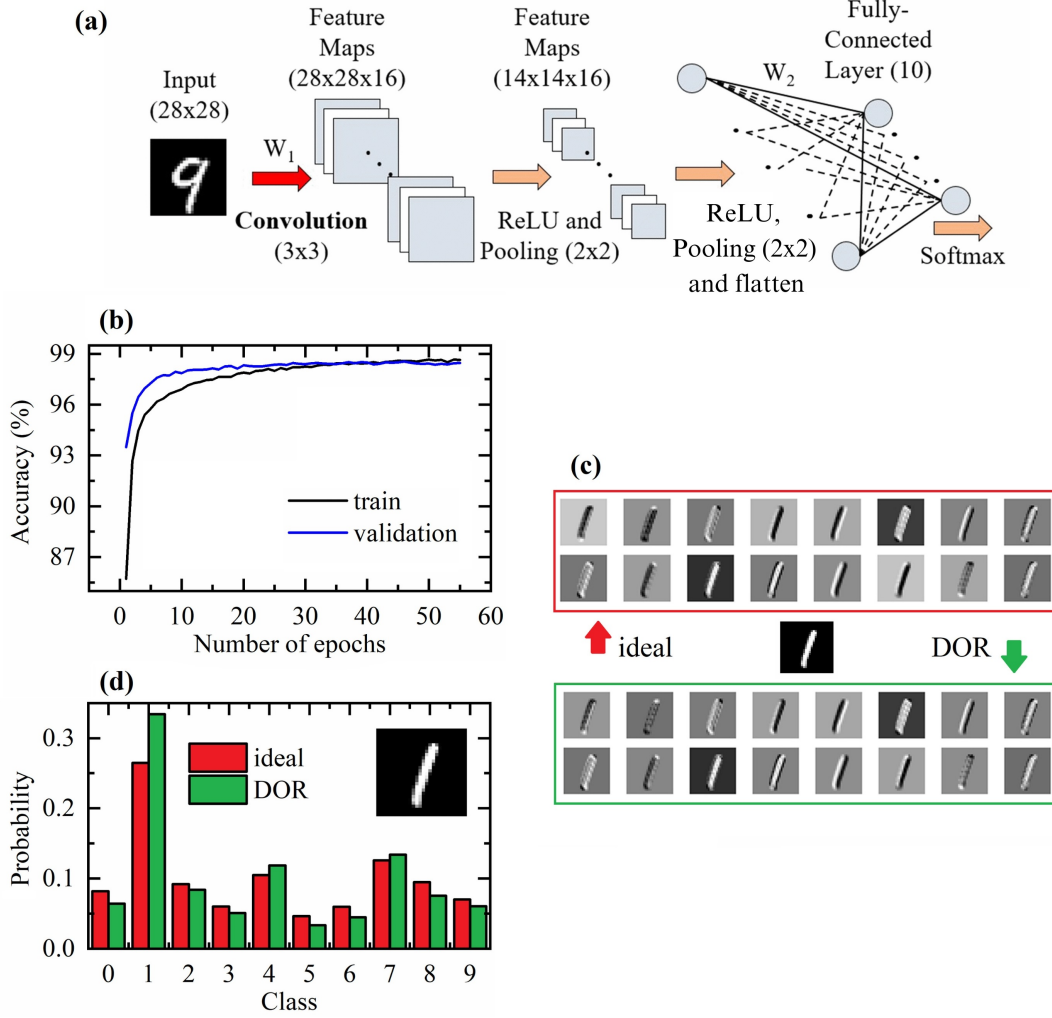 (a)
Input
(28x28)
W1
Convolution
(3x3)
Feature
Maps
(28x28x16)
ReLU and
Pooling (2x2)
Feature
Maps
(14x14x16)
ReLU,
Pooling (2x2)
and flatten
W2
Fully-
Connected
Layer (10)
Softmax
(b)
Accuracy (%)
99
96
93
90
87
train
validation
0 10 20 30 40 50 60
Number of epochs
(c)
ideal
DOR
(d)
Probability
0.3
0.2
0.1
0.0
ideal
DOR
0 1 2 3 4 5 6 7 8 9
Class